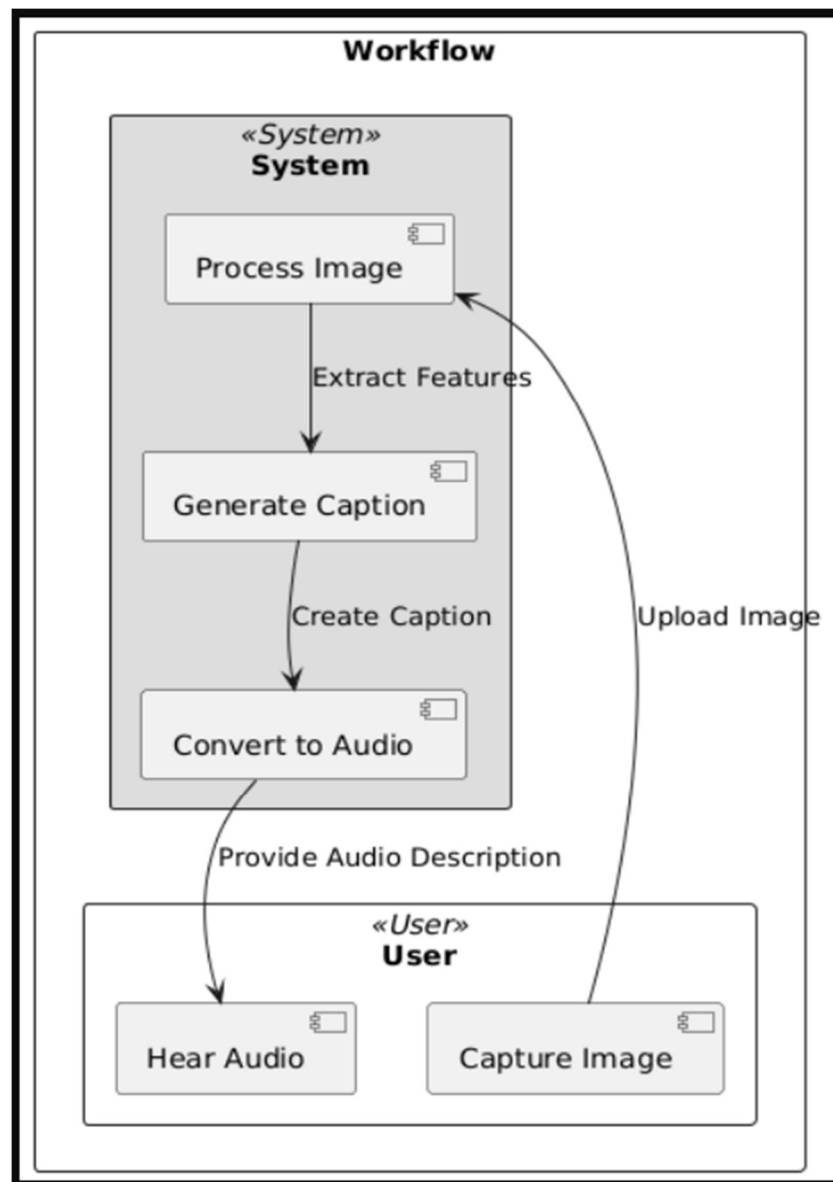 Workflow
«System»
System
Process Image
Extract Features
Generate Caption
Create Caption
Upload Image
Convert to Audio
Provide Audio Description
«User»
User
Hear Audio
Capture Image